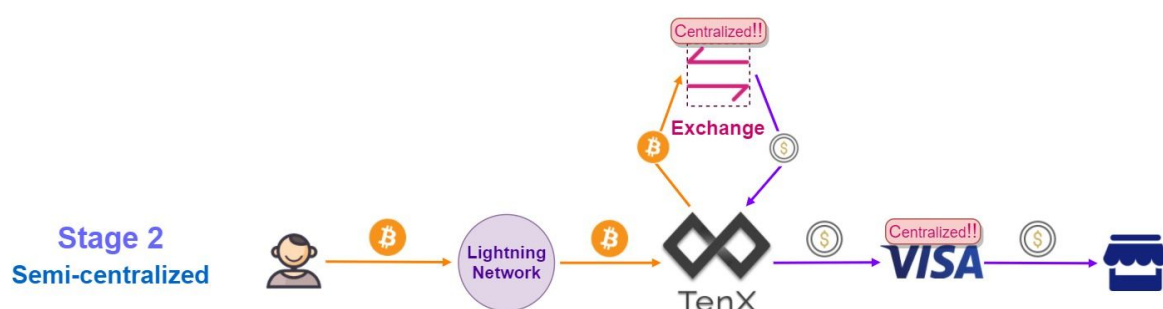 Centralized!!
Exchange
Stage 2
Semi-centralized
Lightning
Network
TenX
Centralized!!
VISA